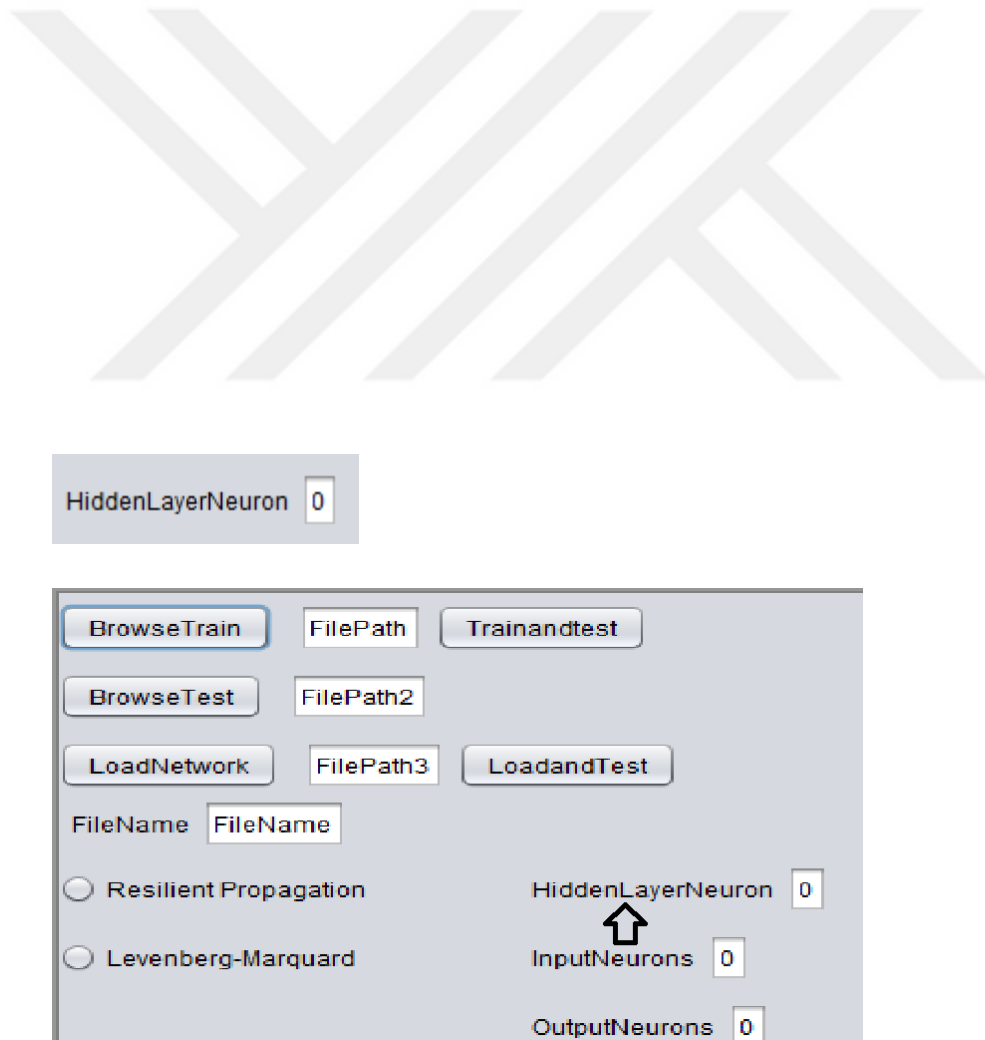 HiddenLayerNeuron 0
BrowseTrain FilePath Trainandtest
BrowseTest FilePath2
LoadNetwork FilePath3 LoadandTest
FileName FileName
Resilient Propagation HiddenLayerNeuron 0
Levenberg-Marquard InputNeurons 0
OutputNeurons 0